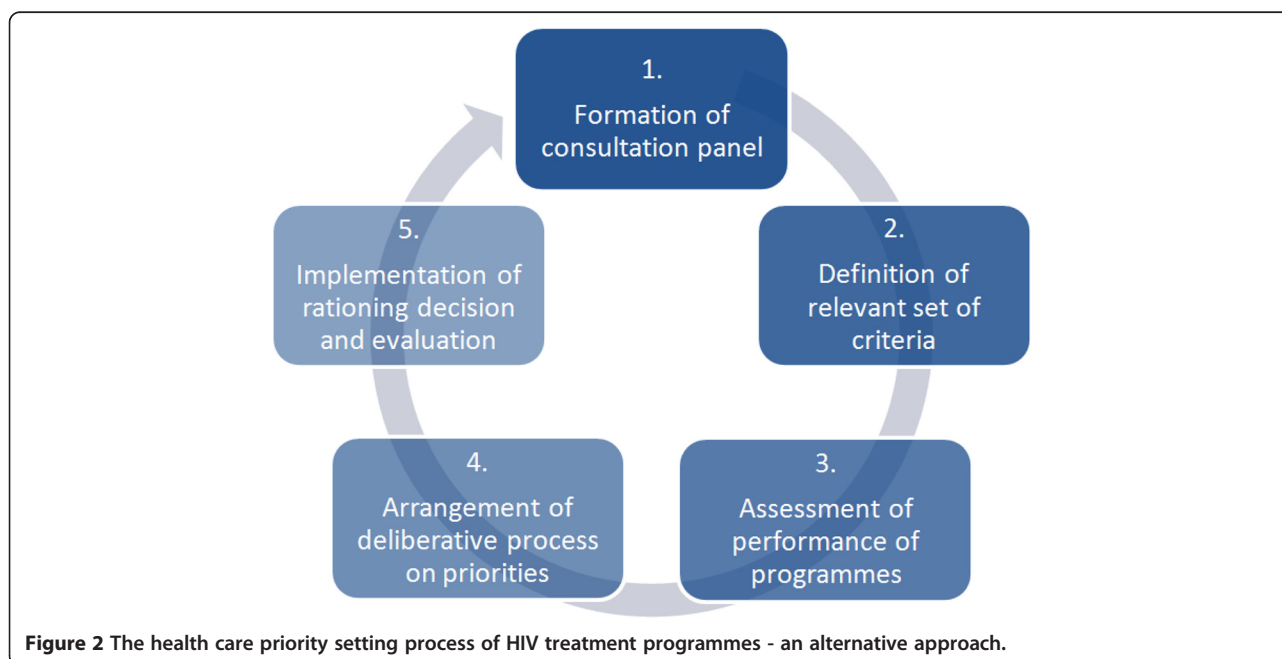 1.
Formation of
consultation panel
2.
Definition of
relevant set of
criteria
3.
Assessment of
performance of
programmes
4.
Arrangement of
deliberative process
on priorities
5.
Implementation of
rationing decision
and evaluation
Figure 2 The health care priority setting process of HIV treatment programmes - an alternative approach.